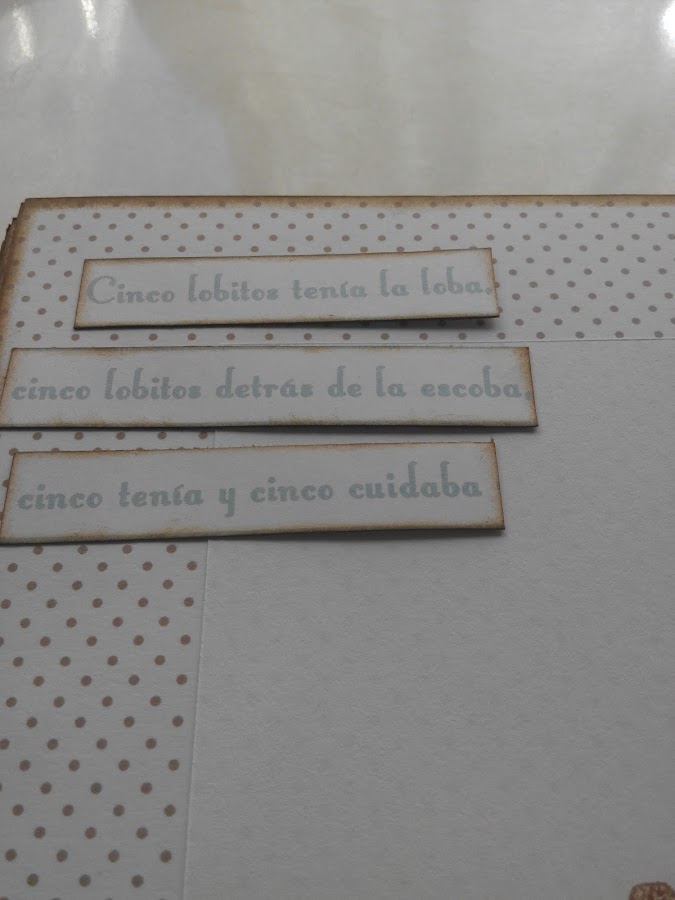 Cinco lobitos tenía la loba,
cinco lobitos detrás de la escoba,
cinco tenía y cinco cuidaba